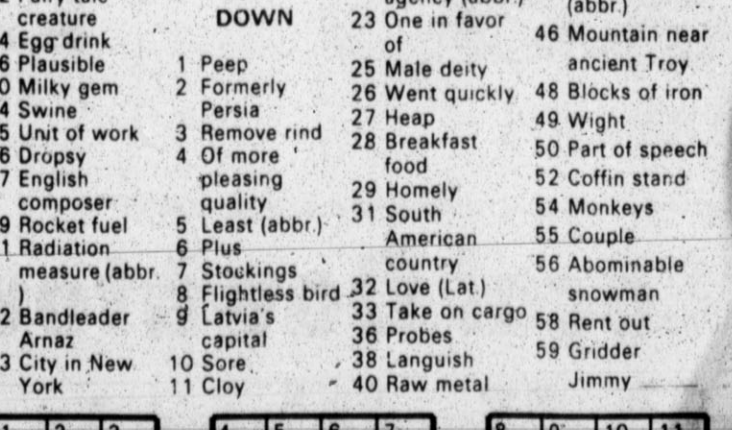 creature
4 Egg drink
6 Plausible
0 Milky gem
4 Swine
5 Unit of work
6 Dropsy
7 English
composer
9 Rocket fuel
1 Radiation
measure (abbr.
)
2 Bandleader
Arnaz
3 City in New
York
DOWN
1 Peep
2 Formerly
Persia
3 Remove rind
4 Of more
pleasing
quality
5 Least (abbr.)
6 Plus
7 Stockings
8 Flightless bird
9 Latvia's
capital
10 Sore
11 Cloy
23 One in favor
of
25 Male deity
26 Went quickly
27 Heap
28 Breakfast
food
29 Homely
31 South
American
country
32 Love (Lat.)
33 Take on cargo
36 Probes
38 Languish
40 Raw metal
(abbr.)
46 Mountain near
ancient Troy
48 Blocks of iron
49 Wight
50 Part of speech
52 Coffin stand
54 Monkeys
55 Couple
56 Abominable
snowman
58 Rent out
59 Gridder
Jimmy